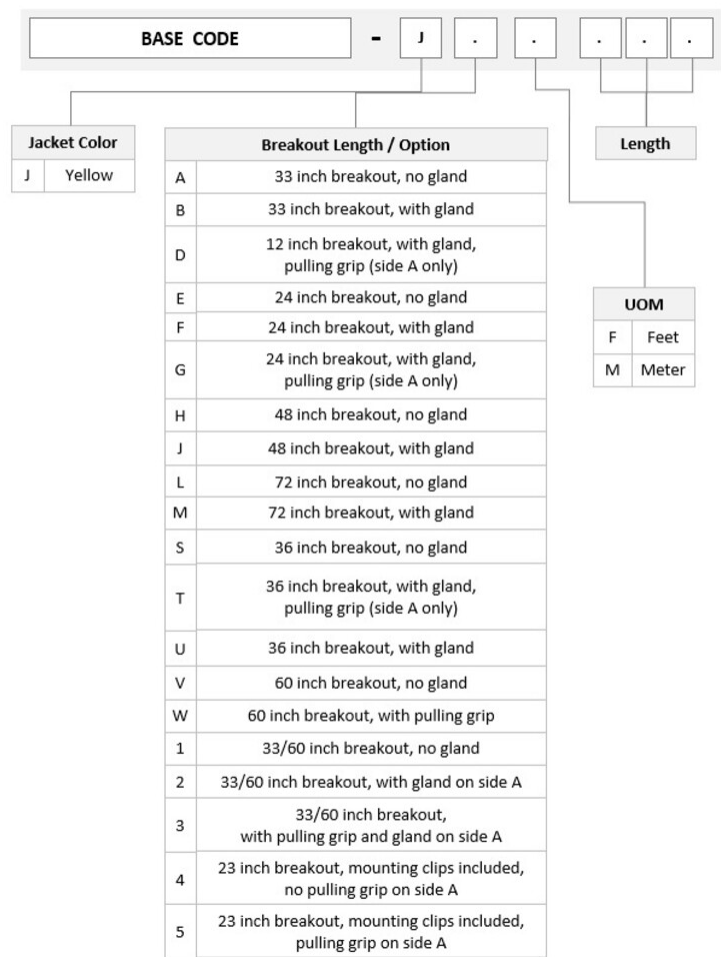 BASE CODE - J . . . . .
Jacket Color
J Yellow
Breakout Length / Option
A 33 inch breakout, no gland
B 33 inch breakout, with gland
D 12 inch breakout, with gland,
pulling grip (side A only)
E 24 inch breakout, no gland
F 24 inch breakout, with gland
G 24 inch breakout, with gland,
pulling grip (side A only)
H 48 inch breakout, no gland
J 48 inch breakout, with gland
L 72 inch breakout, no gland
M 72 inch breakout, with gland
S 36 inch breakout, no gland
T 36 inch breakout, with gland,
pulling grip (side A only)
U 36 inch breakout, with gland
V 60 inch breakout, no gland
W 60 inch breakout, with pulling grip
1 33/60 inch breakout, no gland
2 33/60 inch breakout, with gland on side A
3 33/60 inch breakout,
with pulling grip and gland on side A
4 23 inch breakout, mounting clips included,
no pulling grip on side A
5 23 inch breakout, mounting clips included,
pulling grip on side A
Length
UOM
F Feet
M Meter